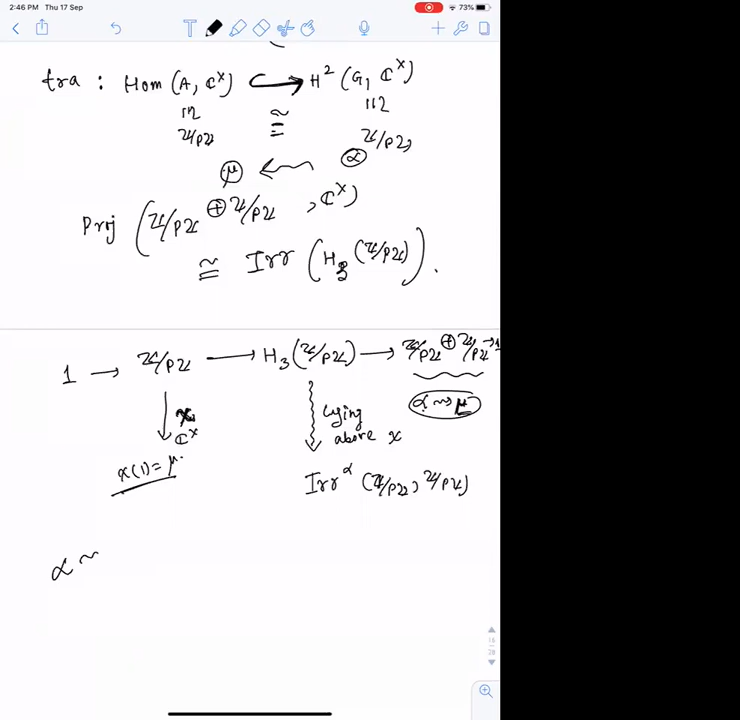 2:46 PM Thu 17 Sep 73%
tra : Hom (A, ℂ^x) ↪ H^2 (G, ℂ^x)
ℤ/pℤ ≅ ℤ/pℤ
μ ← α
Proj (ℤ/pℤ ⊕ ℤ/pℤ, ℂ^x)
≅ Irr (H_3 (ℤ/pℤ)).
1 → ℤ/pℤ → H_3(ℤ/pℤ) → ℤ/pℤ ⊕ ℤ/pℤ → 1
χ
ℂ^x
lying above χ
α ⇝ μ
χ(1) = μ.
Irr^α (ℤ/pℤ, ℤ/pℤ)
α ~